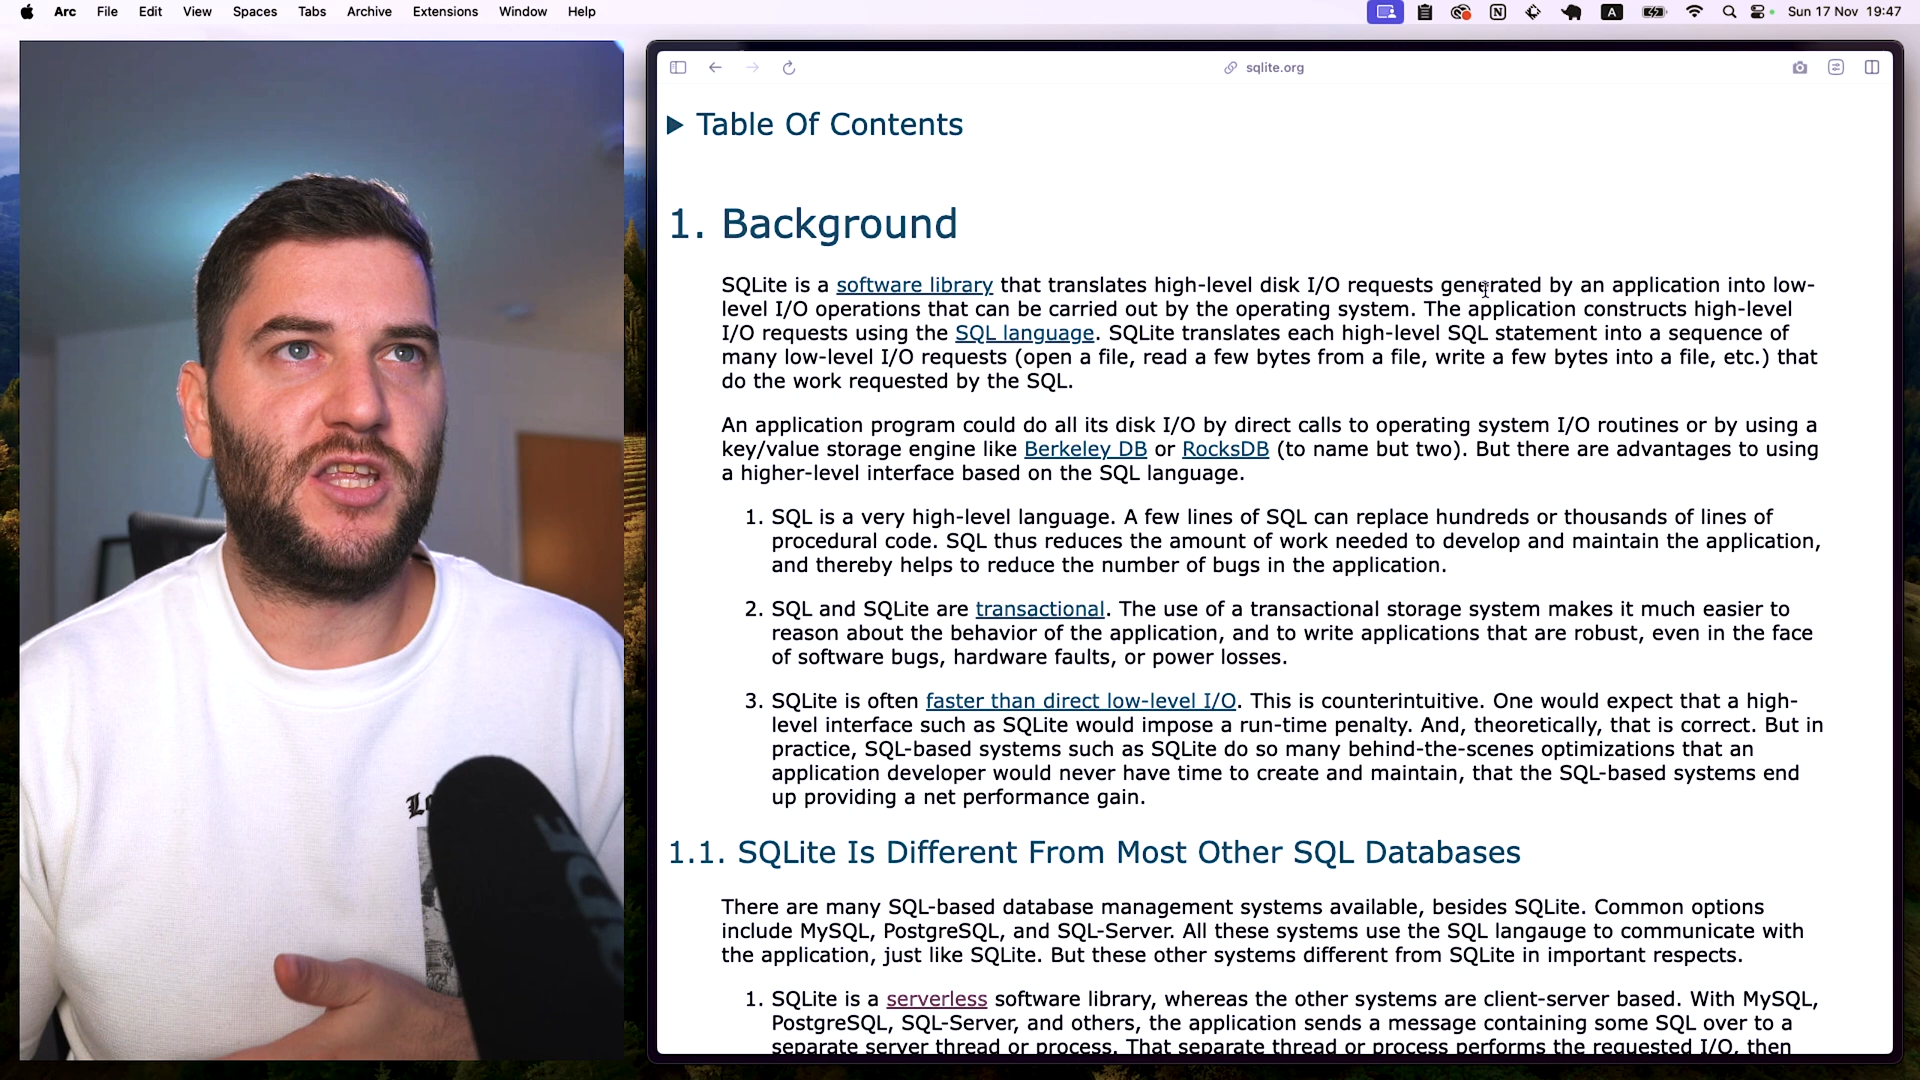 Arc File Edit View Spaces Tabs Archive Extensions Window Help
A Sun 17 Nov 19:47
sqlite.org
Table Of Contents
1. Background
SQLite is a software library that translates high-level disk I/O requests generated by an application into low-
level I/O operations that can be carried out by the operating system. The application constructs high-level
I/O requests using the SQL language. SQLite translates each high-level SQL statement into a sequence of
many low-level I/O requests (open a file, read a few bytes from a file, write a few bytes into a file, etc.) that
do the work requested by the SQL.
An application program could do all its disk I/O by direct calls to operating system I/O routines or by using a
key/value storage engine like Berkeley DB or RocksDB (to name but two). But there are advantages to using
a higher-level interface based on the SQL language.
1. SQL is a very high-level language. A few lines of SQL can replace hundreds or thousands of lines of
procedural code. SQL thus reduces the amount of work needed to develop and maintain the application,
and thereby helps to reduce the number of bugs in the application.
2. SQL and SQLite are transactional. The use of a transactional storage system makes it much easier to
reason about the behavior of the application, and to write applications that are robust, even in the face
of software bugs, hardware faults, or power losses.
3. SQLite is often faster than direct low-level I/O. This is counterintuitive. One would expect that a high-
level interface such as SQLite would impose a run-time penalty. And, theoretically, that is correct. But in
practice, SQL-based systems such as SQLite do so many behind-the-scenes optimizations that an
application developer would never have time to create and maintain, that the SQL-based systems end
up providing a net performance gain.
1.1. SQLite Is Different From Most Other SQL Databases
There are many SQL-based database management systems available, besides SQLite. Common options
include MySQL, PostgreSQL, and SQL-Server. All these systems use the SQL langauge to communicate with
the application, just like SQLite. But these other systems different from SQLite in important respects.
1. SQLite is a serverless software library, whereas the other systems are client-server based. With MySQL,
PostgreSQL, SQL-Server, and others, the application sends a message containing some SQL over to a
separate server thread or process. That separate thread or process performs the requested I/O, then